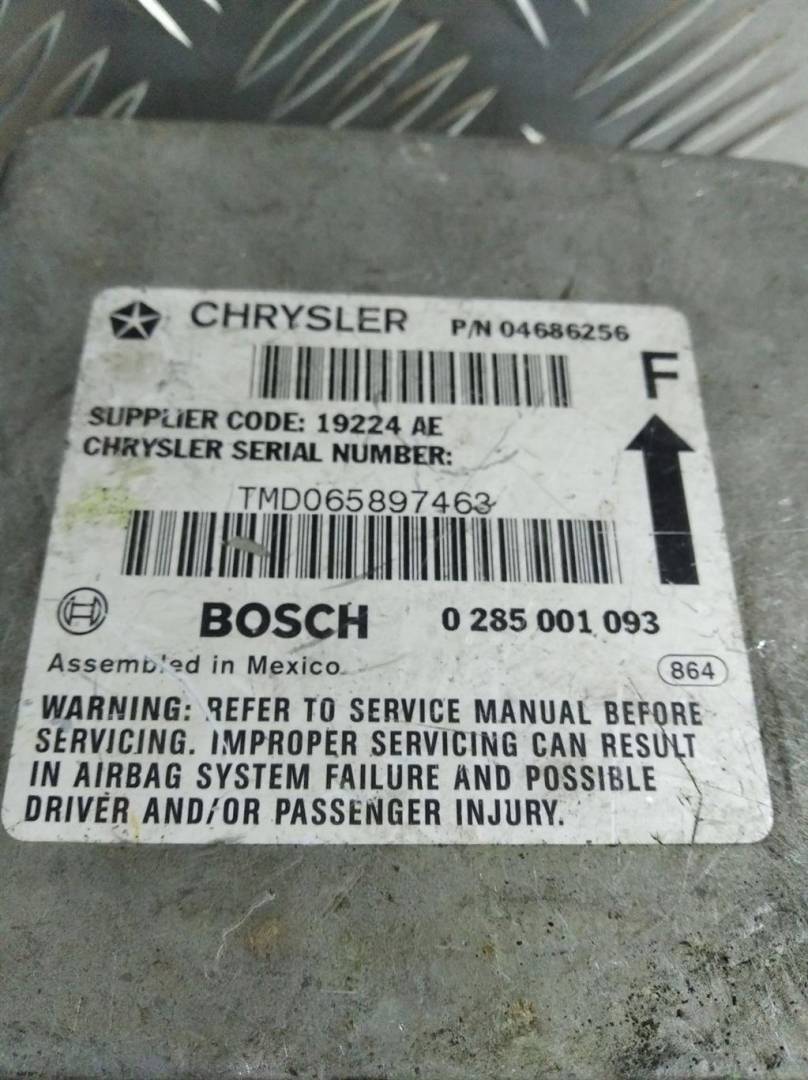 CHRYSLER P/N 04686256
F
SUPPLIER CODE: 19224 AE
CHRYSLER SERIAL NUMBER:
TMD065897463
BOSCH 0 285 001 093
Assembled in Mexico 864
WARNING: REFER TO SERVICE MANUAL BEFORE
SERVICING. IMPROPER SERVICING CAN RESULT
IN AIRBAG SYSTEM FAILURE AND POSSIBLE
DRIVER AND/OR PASSENGER INJURY.